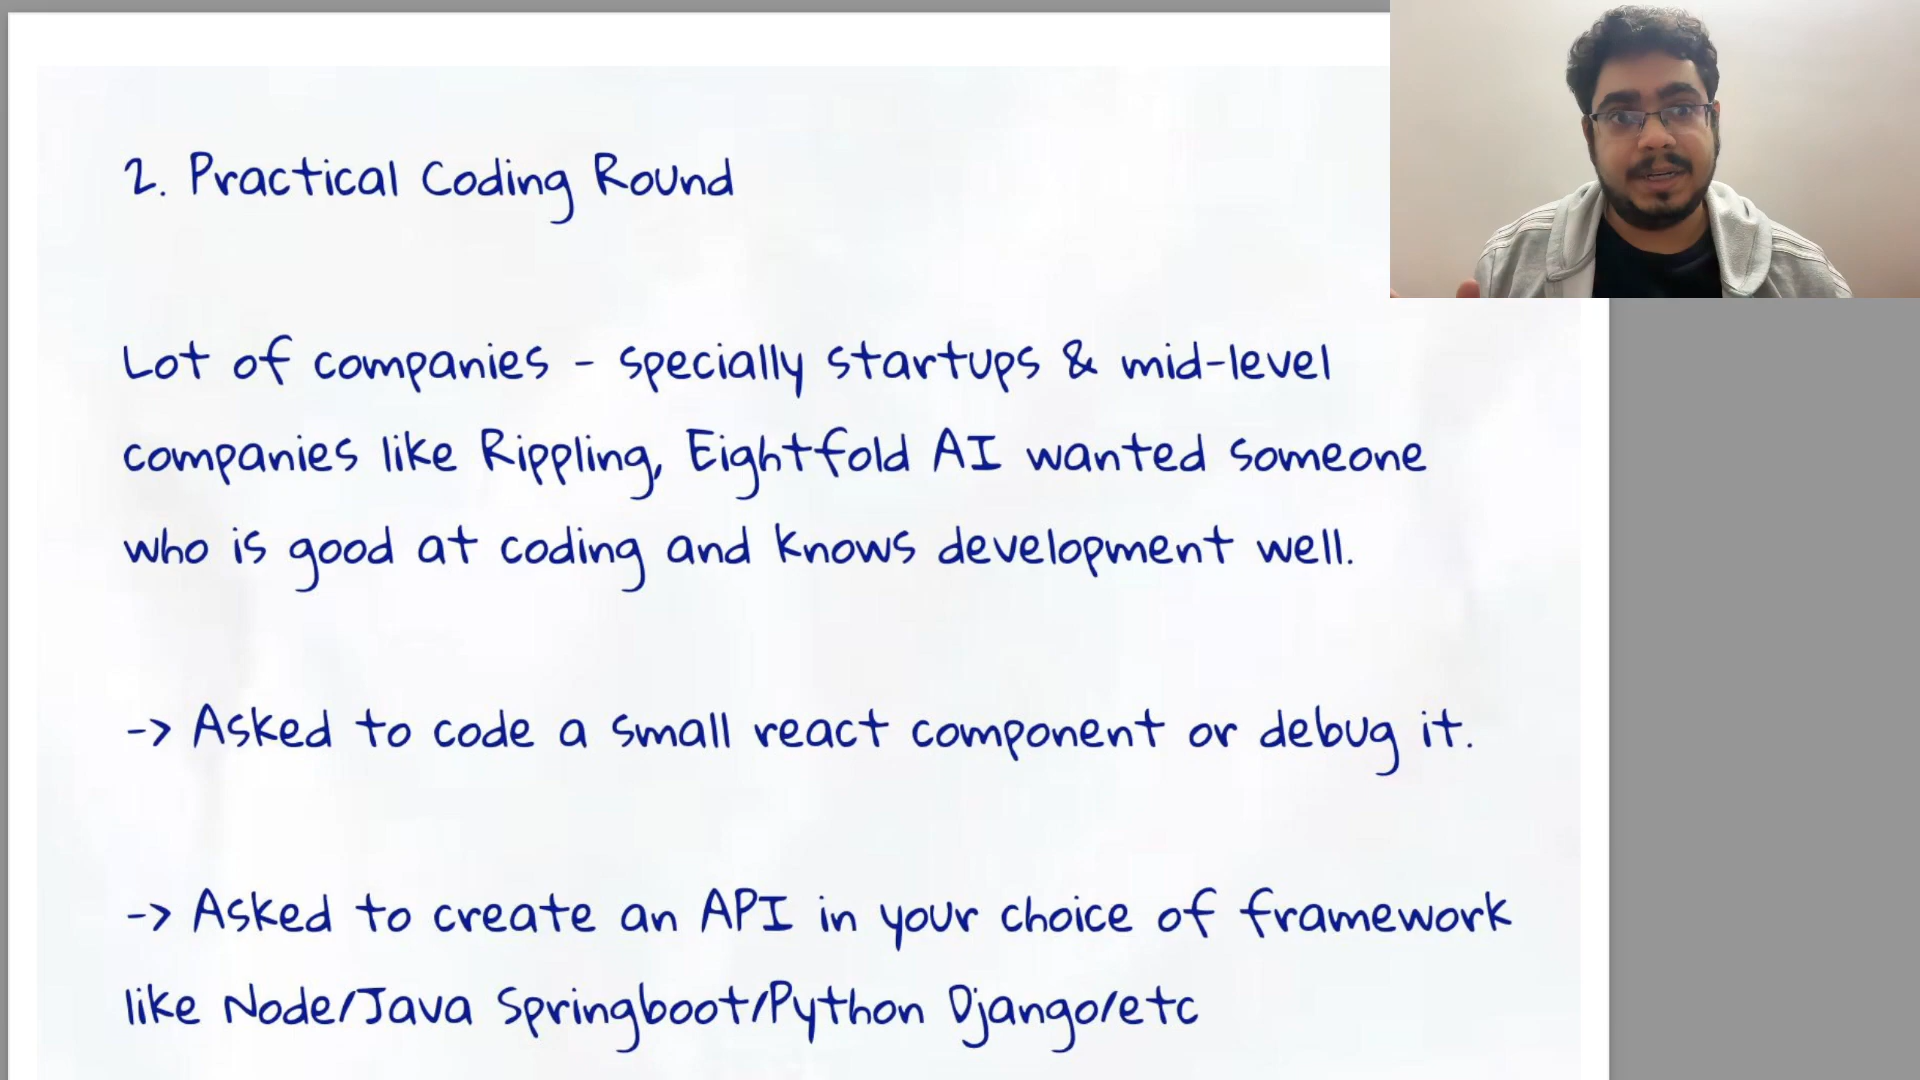 2. Practical Coding Round
Lot of companies - specially startups & mid-level
companies like Rippling, Eightfold AI wanted someone
who is good at coding and knows development well.
-> Asked to code a small react component or debug it.
-> Asked to create an API in your choice of framework
like Node/Java Springboot/Python Django/etc